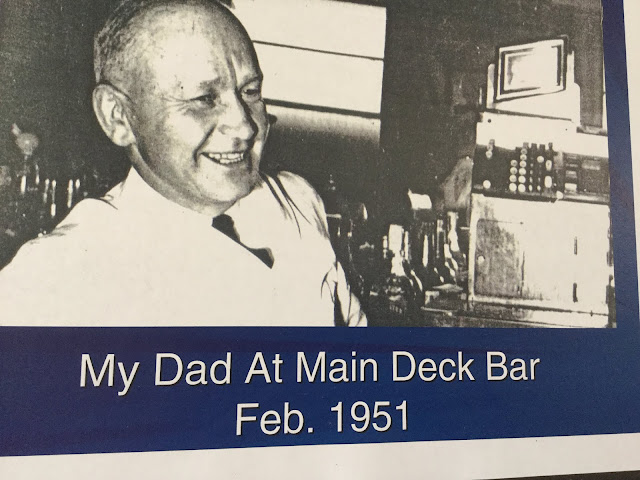 My Dad At Main Deck Bar
Feb. 1951